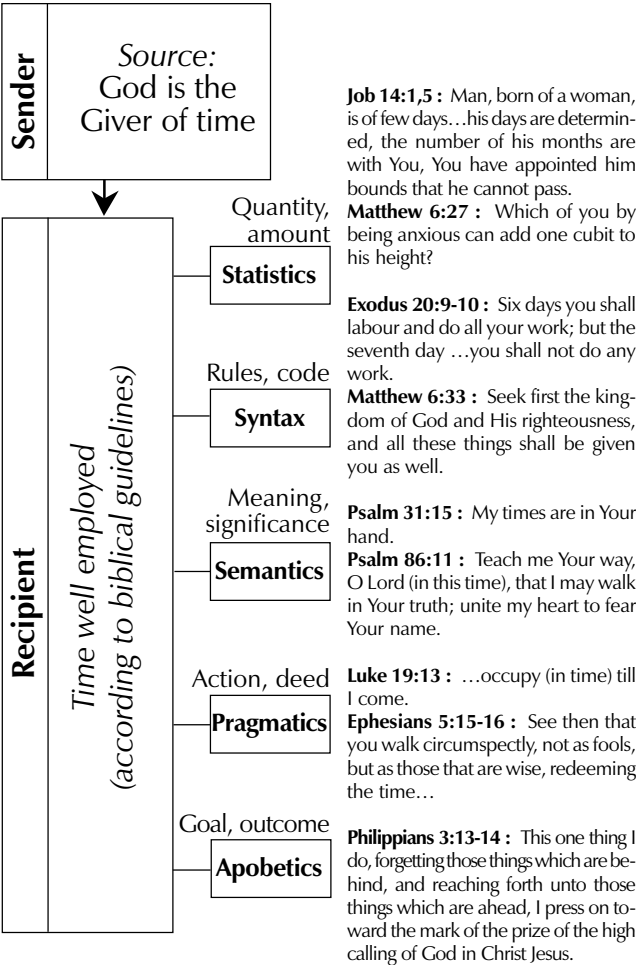 Sender
Source:
God is the
Giver of time
Recipient
Time well employed
(according to biblical guidelines)
Quantity,
amount
Statistics
Rules, code
Syntax
Meaning,
significance
Semantics
Action, deed
Pragmatics
Goal, outcome
Apobetics
Job 14:1,5 : Man, born of a woman,
is of few days…his days are determin-
ed, the number of his months are
with You, You have appointed him
bounds that he cannot pass.
Matthew 6:27 : Which of you by
being anxious can add one cubit to
his height?
Exodus 20:9-10 : Six days you shall
labour and do all your work; but the
seventh day …you shall not do any
work.
Matthew 6:33 : Seek first the king-
dom of God and His righteousness,
and all these things shall be given
you as well.
Psalm 31:15 : My times are in Your
hand.
Psalm 86:11 : Teach me Your way,
O Lord (in this time), that I may walk
in Your truth; unite my heart to fear
Your name.
Luke 19:13 : …occupy (in time) till
I come.
Ephesians 5:15-16 : See then that
you walk circumspectly, not as fools,
but as those that are wise, redeeming
the time…
Philippians 3:13-14 : This one thing I
do, forgetting those things which are be-
hind, and reaching forth unto those
things which are ahead, I press on to-
ward the mark of the prize of the high
calling of God in Christ Jesus.